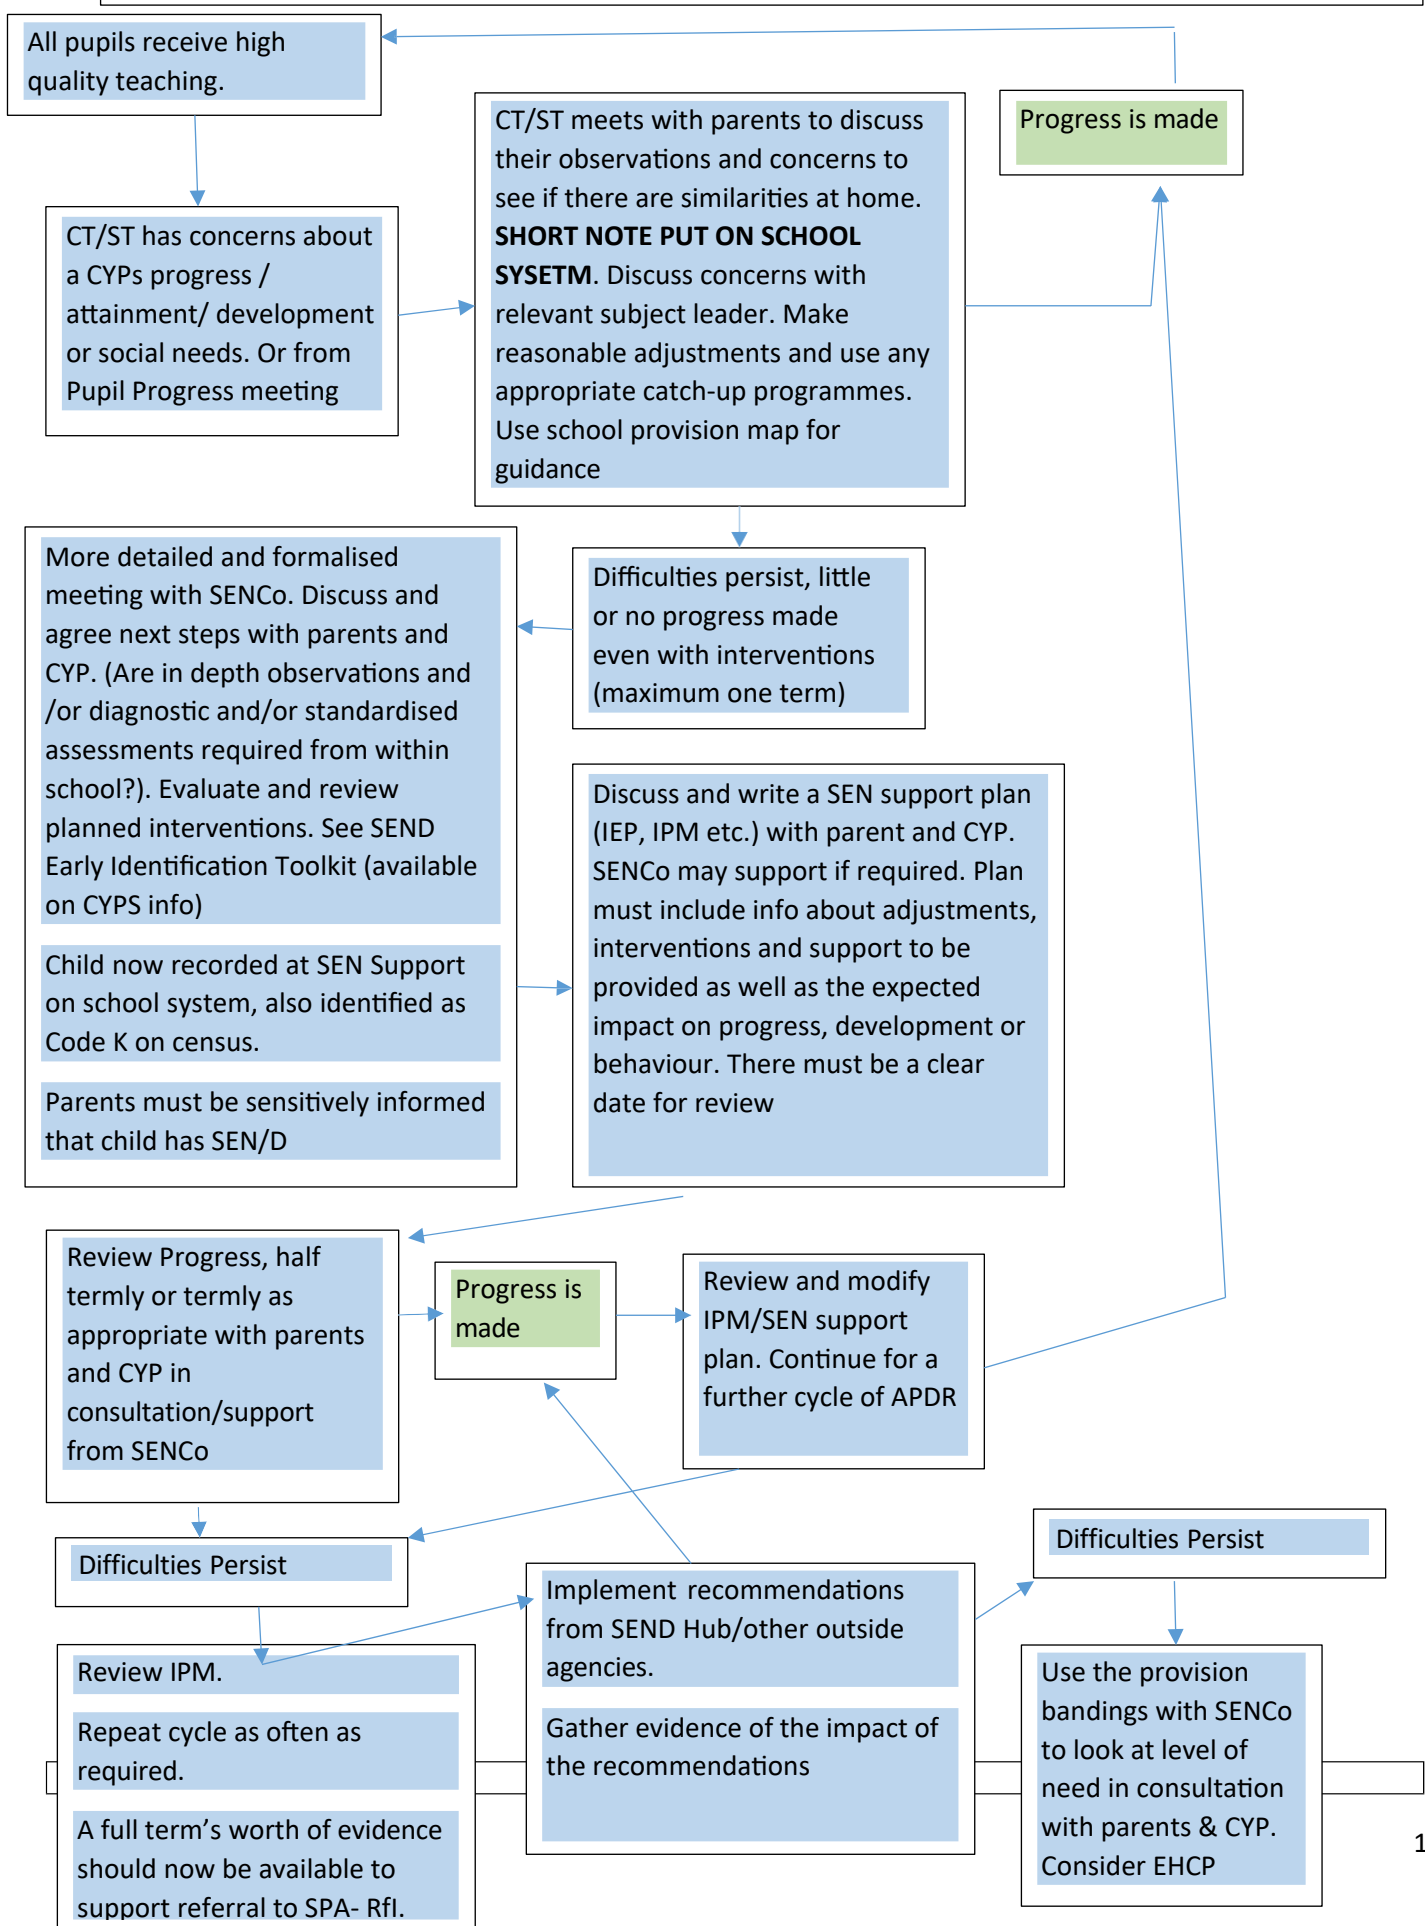 All pupils receive high
quality teaching.
Progress is made
CT/ST has concerns about
a CYPs progress /
attainment/ development
or social needs. Or from
Pupil Progress meeting
CT/ST meets with parents to discuss
their observations and concerns to
see if there are similarities at home.
SHORT NOTE PUT ON SCHOOL
SYSETM. Discuss concerns with
relevant subject leader. Make
reasonable adjustments and use any
appropriate catch-up programmes.
Use school provision map for
guidance
Difficulties persist, little
or no progress made
even with interventions
(maximum one term)
More detailed and formalised
meeting with SENCo. Discuss and
agree next steps with parents and
CYP. (Are in depth observations and
/or diagnostic and/or standardised
assessments required from within
school?). Evaluate and review
planned interventions. See SEND
Early Identification Toolkit (available
on CYPS info)
Child now recorded at SEN Support
on school system, also identified as
Code K on census.
Parents must be sensitively informed
that child has SEN/D
Discuss and write a SEN support plan
(IEP, IPM etc.) with parent and CYP.
SENCo may support if required. Plan
must include info about adjustments,
interventions and support to be
provided as well as the expected
impact on progress, development or
behaviour. There must be a clear
date for review
Review Progress, half
termly or termly as
appropriate with parents
and CYP in
consultation/support
from SENCo
Progress is
made
Review and modify
IPM/SEN support
plan. Continue for a
further cycle of APDR
Difficulties Persist
Review IPM.
Repeat cycle as often as
required.
A full term’s worth of evidence
should now be available to
support referral to SPA- RfI.
Implement recommendations
from SEND Hub/other outside
agencies.
Gather evidence of the impact of
the recommendations
Difficulties Persist
Use the provision
bandings with SENCo
to look at level of
need in consultation
with parents & CYP.
Consider EHCP
1